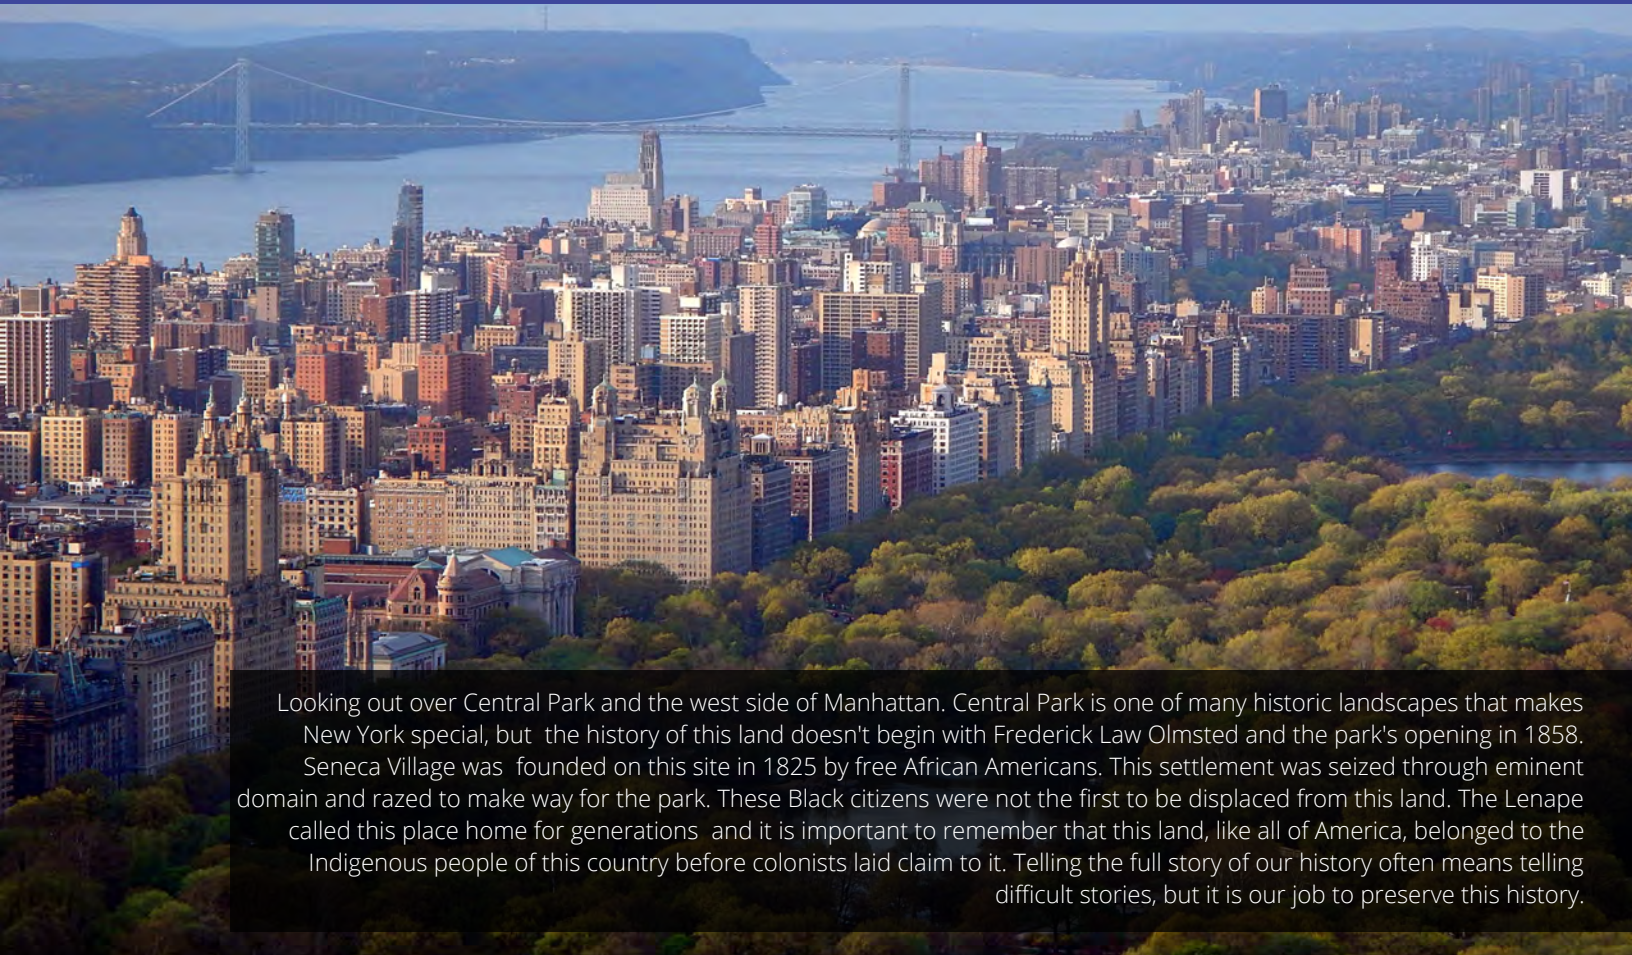 Looking out over Central Park and the west side of Manhattan. Central Park is one of many historic landscapes that makes
New York special, but the history of this land doesn't begin with Frederick Law Olmsted and the park's opening in 1858.
Seneca Village was founded on this site in 1825 by free African Americans. This settlement was seized through eminent
domain and razed to make way for the park. These Black citizens were not the first to be displaced from this land. The Lenape
called this place home for generations and it is important to remember that this land, like all of America, belonged to the
Indigenous people of this country before colonists laid claim to it. Telling the full story of our history often means telling
difficult stories, but it is our job to preserve this history.